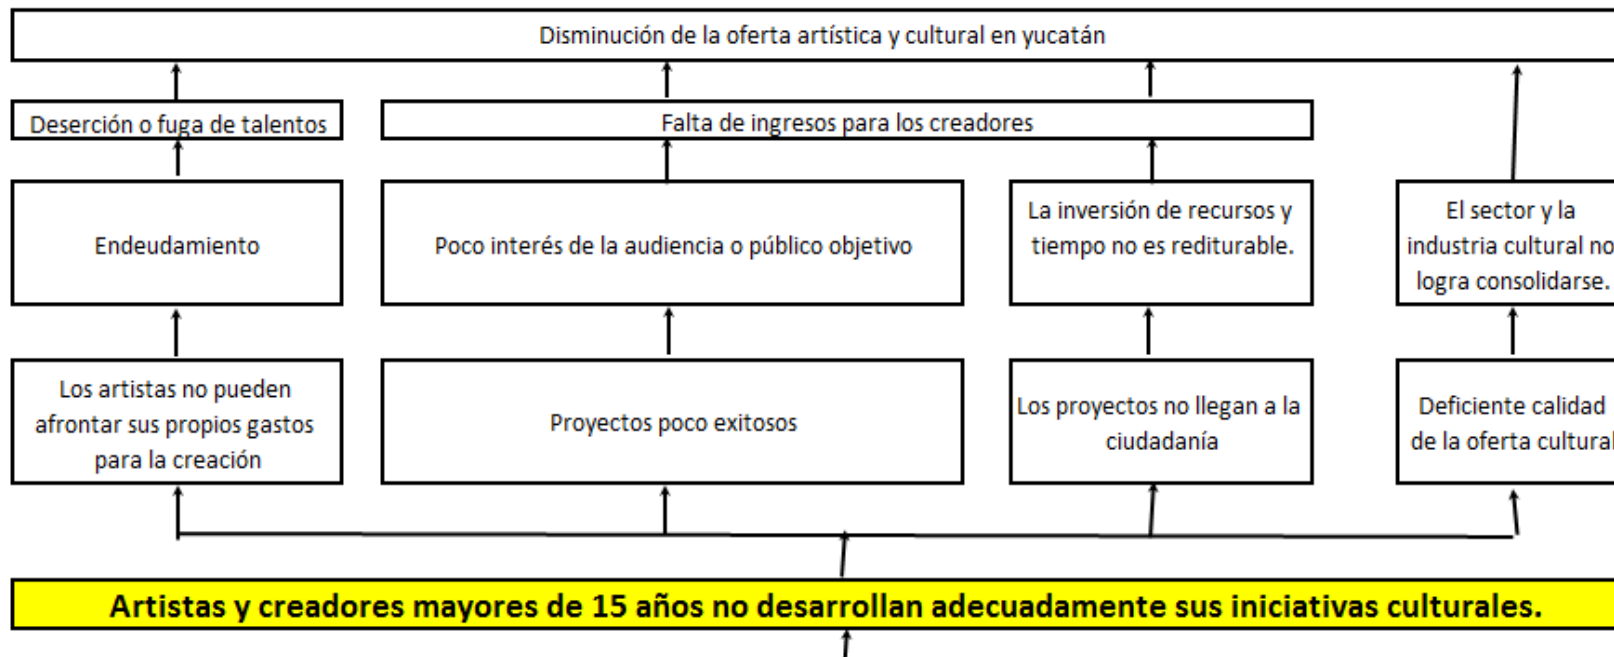 Disminución de la oferta artística y cultural en yucatán
Deserción o fuga de talentos
Falta de ingresos para los creadores
Endeudamiento
Poco interés de la audiencia o público objetivo
La inversión de recursos y
tiempo no es rediturable.
El sector y la
industria cultural no
logra consolidarse.
Los artistas no pueden
afrontar sus propios gastos
para la creación
Proyectos poco exitosos
Los proyectos no llegan a la
ciudadanía
Deficiente calidad
de la oferta cultural
Artistas y creadores mayores de 15 años no desarrollan adecuadamente sus iniciativas culturales.